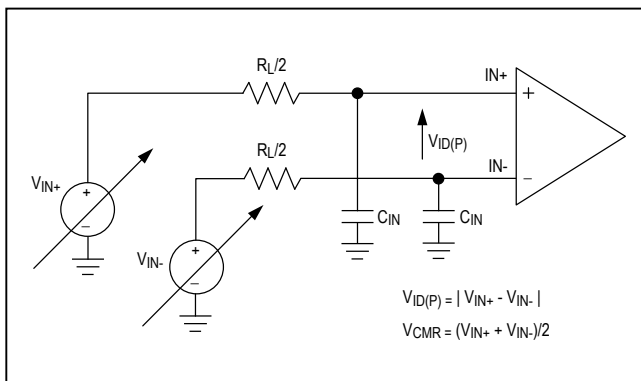 RL/2
IN+
+
VID(P)
RL/2
IN-
−
VIN+
+
−
CIN
CIN
VIN-
+
−
VID(P) = | VIN+ - VIN- |
VCMR = (VIN+ + VIN-)/2